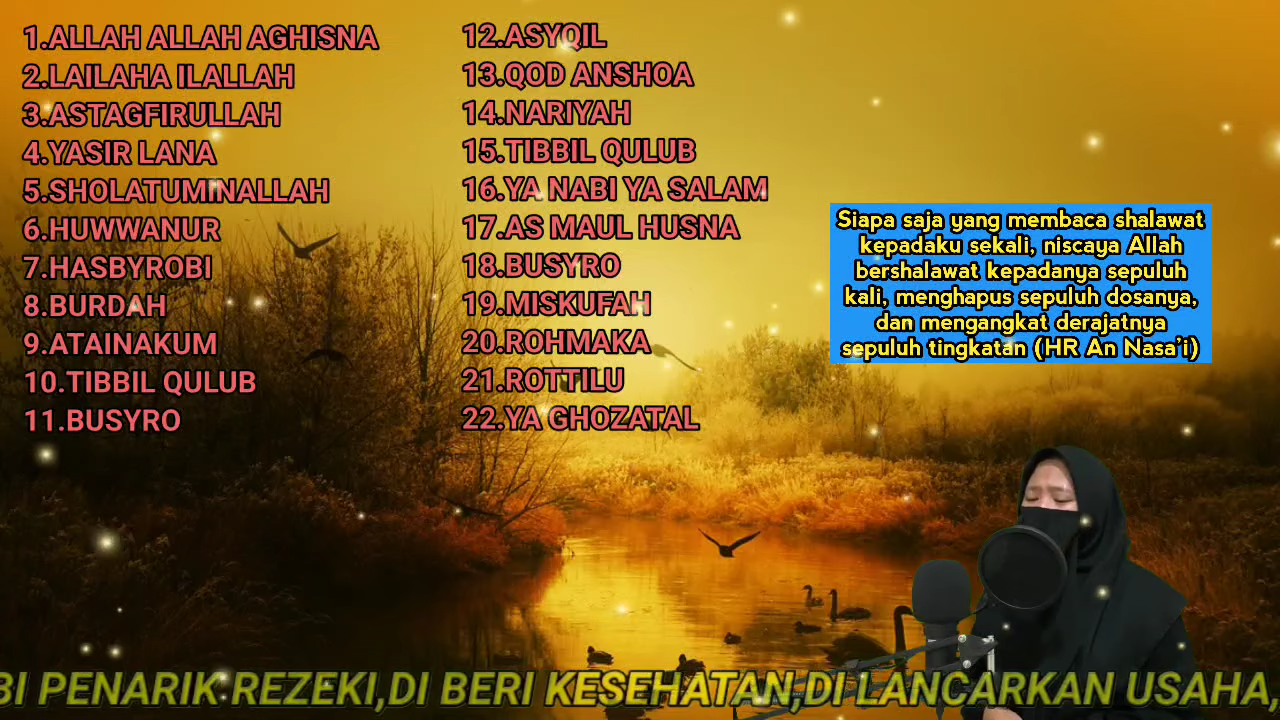 1.ALLAH ALLAH AGHISNA
2.LAILAHA ILALLAH
3.ASTAGFIRULLAH
4.YASIR LANA
5.SHOLATUMINALLAH
6.HUWWANUR
7.HASBYROBI
8.BURDAH
9.ATAINAKUM
10.TIBBIL QULUB
11.BUSYRO
12.ASYQIL
13.QOD ANSHOA
14.NARIYAH
15.TIBBIL QULUB
16.YA NABI YA SALAM
17.AS MAUL HUSNA
18.BUSYRO
19.MISKUFAH
20.ROHMAKA
21.ROTTILU
22.YA GHOZATAL
Siapa saja yang membaca shalawat
kepadaku sekali, niscaya Allah
bershalawat kepadanya sepuluh
kali, menghapus sepuluh dosanya,
dan mengangkat derajatnya
sepuluh tingkatan (HR An Nasa'i)
BI PENARIK REZEKI,DI BERI KESEHATAN,DI LANCARKAN USAHA,